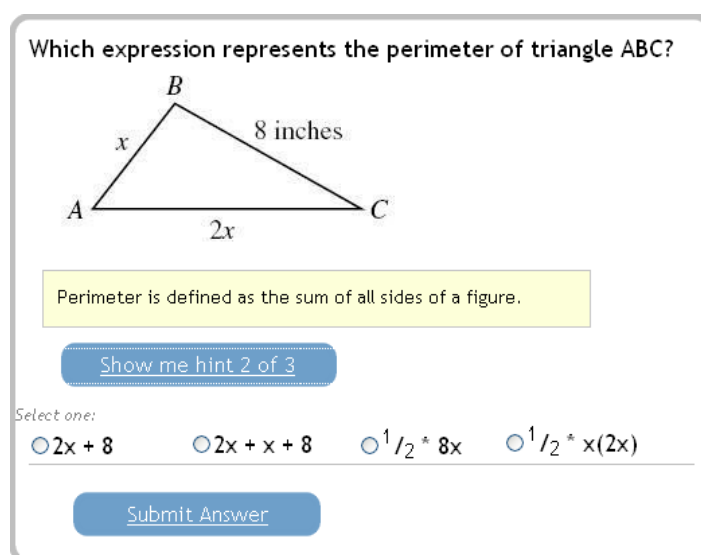 Which expression represents the perimeter of triangle ABC?
B
x
8 inches
A
C
2x
Perimeter is defined as the sum of all sides of a figure.
Show me hint 2 of 3
Select one:
2x + 8 2x + x + 8 1/2 * 8x 1/2 * x(2x)
Submit Answer